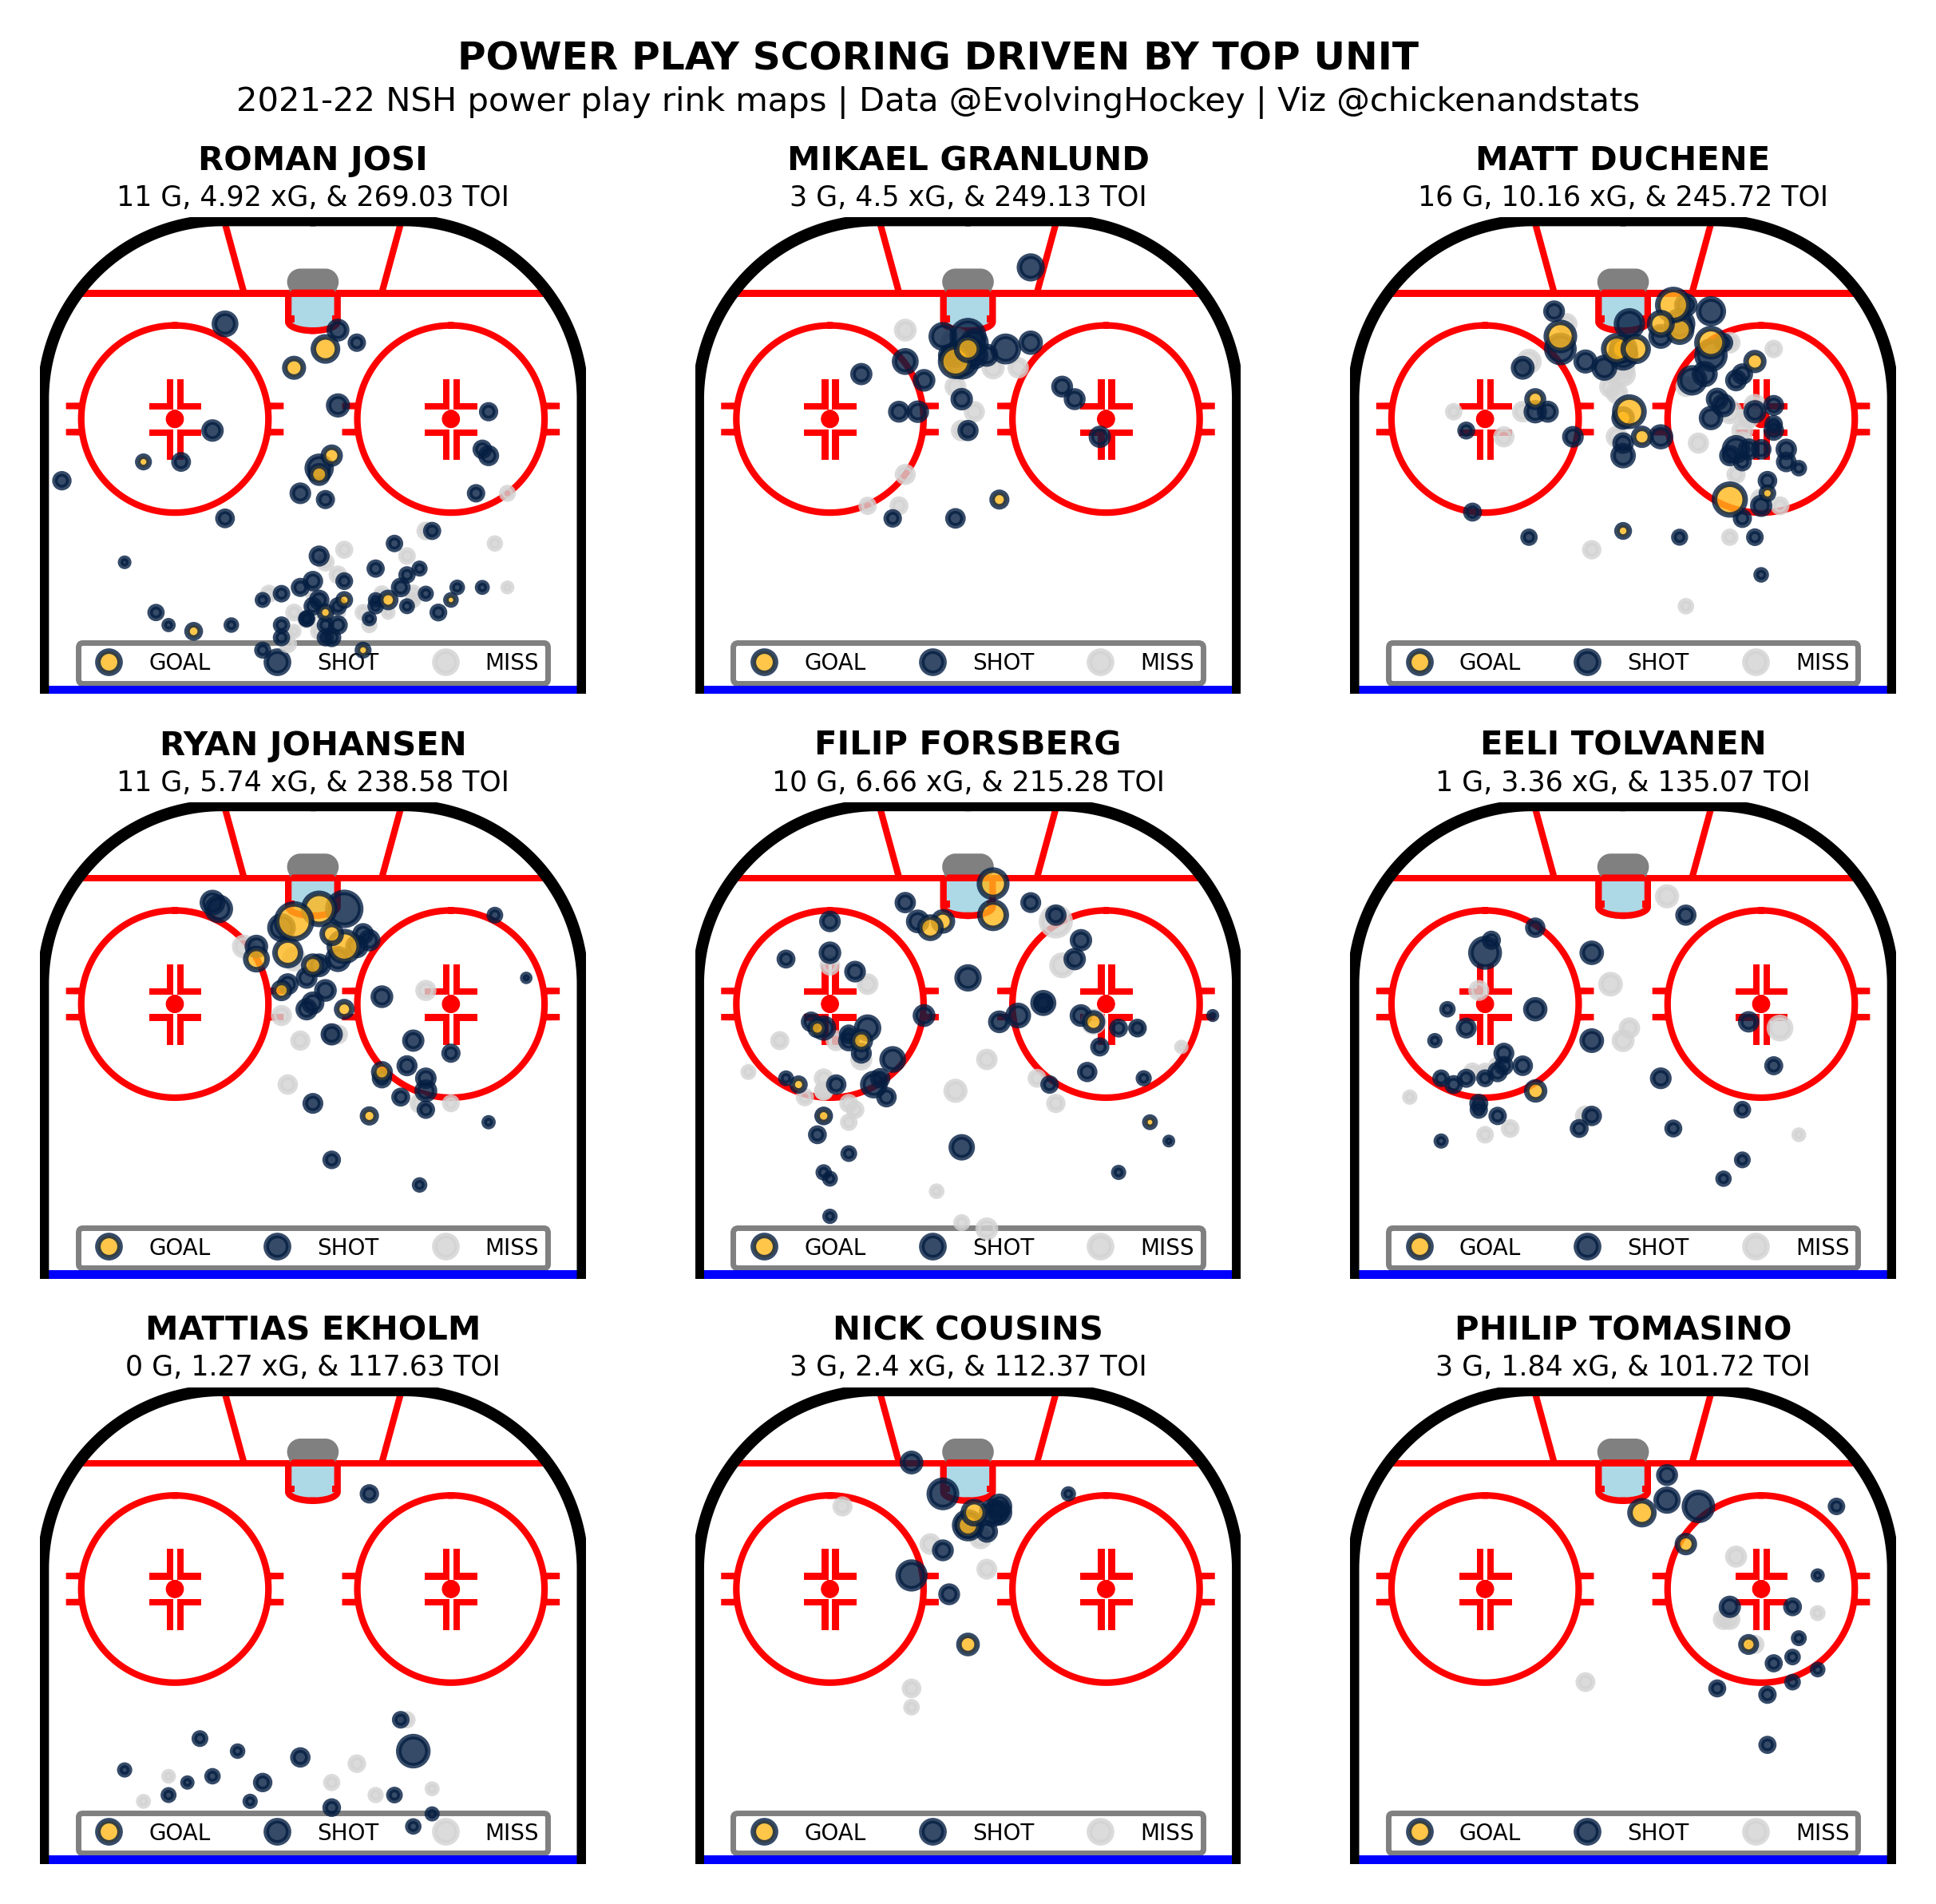 POWER PLAY SCORING DRIVEN BY TOP UNIT
2021-22 NSH power play rink maps | Data @EvolvingHockey | Viz @chickenandstats
ROMAN JOSI
11 G, 4.92 xG, & 269.03 TOI
GOAL SHOT MISS
MIKAEL GRANLUND
3 G, 4.5 xG, & 249.13 TOI
GOAL SHOT MISS
MATT DUCHENE
16 G, 10.16 xG, & 245.72 TOI
GOAL SHOT MISS
RYAN JOHANSEN
11 G, 5.74 xG, & 238.58 TOI
GOAL SHOT MISS
FILIP FORSBERG
10 G, 6.66 xG, & 215.28 TOI
GOAL SHOT MISS
EELI TOLVANEN
1 G, 3.36 xG, & 135.07 TOI
GOAL SHOT MISS
MATTIAS EKHOLM
0 G, 1.27 xG, & 117.63 TOI
GOAL SHOT MISS
NICK COUSINS
3 G, 2.4 xG, & 112.37 TOI
GOAL SHOT MISS
PHILIP TOMASINO
3 G, 1.84 xG, & 101.72 TOI
GOAL SHOT MISS